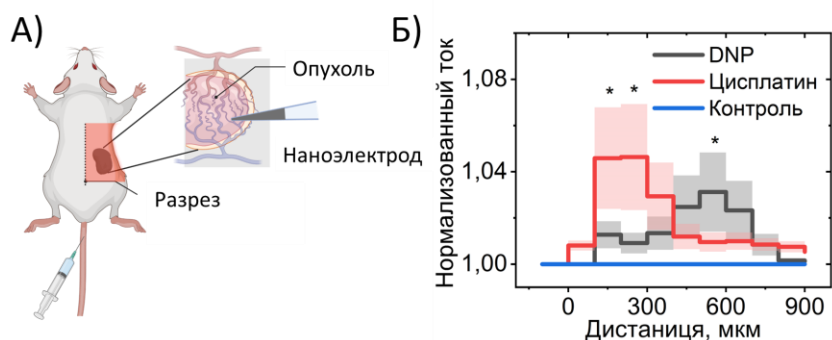 А)
Опухоль
Наноэлектрод
Разрез
Б)
Нормализованный ток
1,08
1,04
1,00
DNP
Цисплатин
Контроль
* *
*
0 300 600 900
Дистаниця, мкм